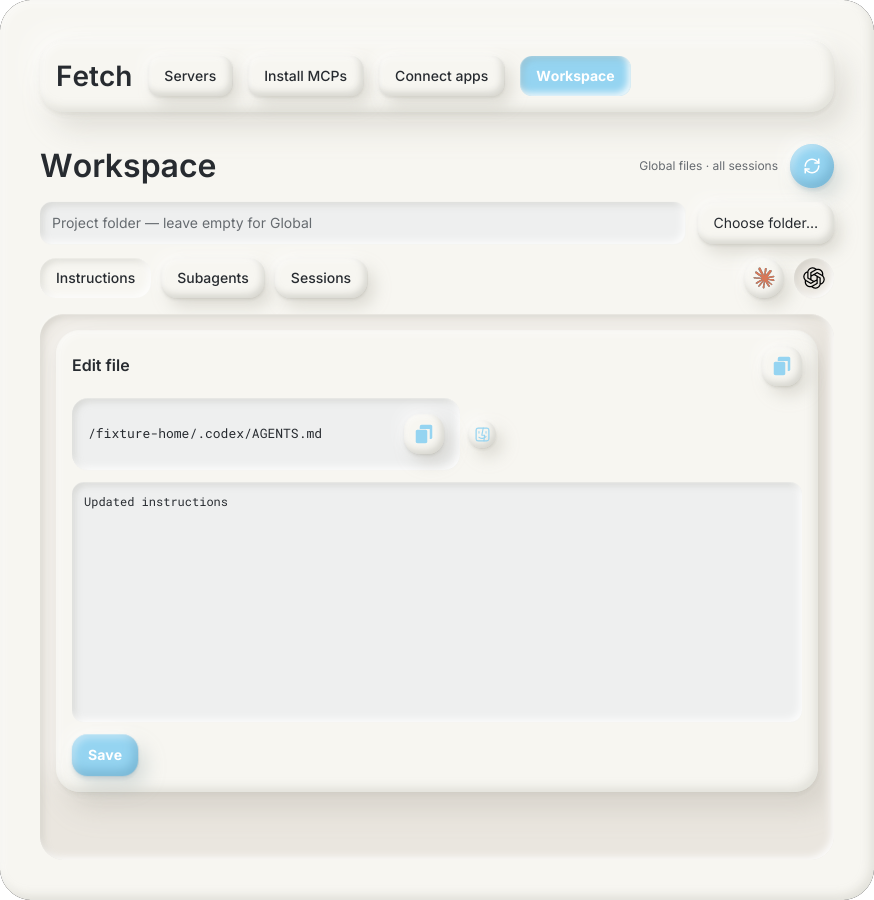 Fetch
Servers
Install MCPs
Connect apps
Workspace
Workspace
Global files · all sessions
Project folder — leave empty for Global
Choose folder...
Instructions
Subagents
Sessions
Edit file
/fixture-home/.codex/AGENTS.md
Updated instructions
Save